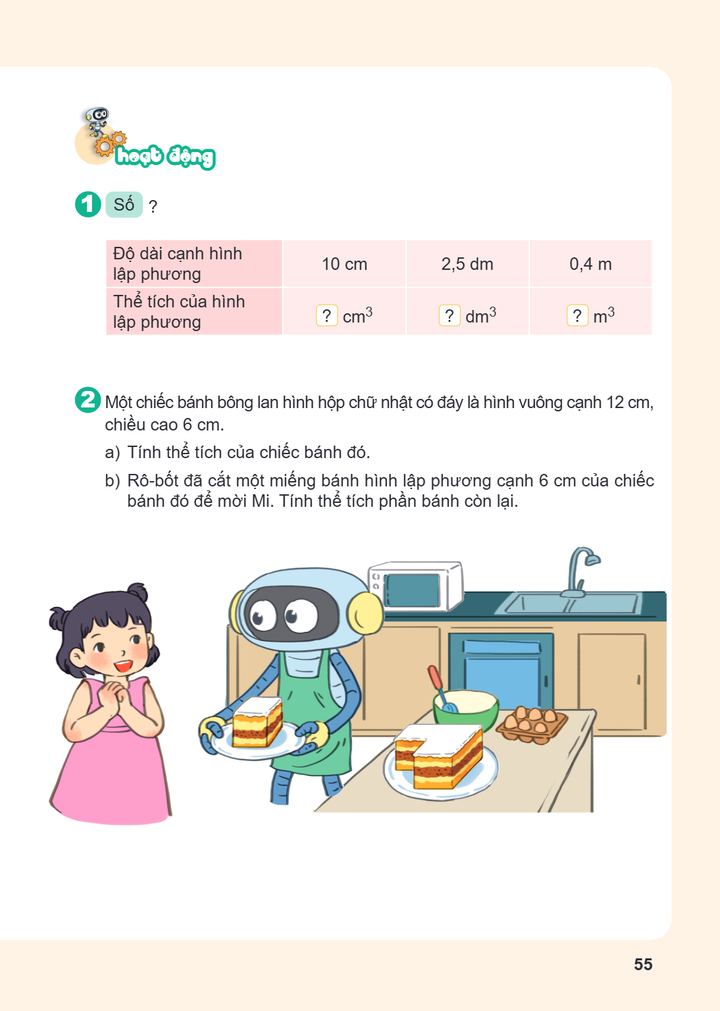 hoạt động
1 Số ?
Độ dài cạnh hình
lập phương
10 cm
2,5 dm
0,4 m
Thể tích của hình
lập phương
? cm³
? dm³
? m³
2 Một chiếc bánh bông lan hình hộp chữ nhật có đáy là hình vuông cạnh 12 cm,
chiều cao 6 cm.
a) Tính thể tích của chiếc bánh đó.
b) Rô-bốt đã cắt một miếng bánh hình lập phương cạnh 6 cm của chiếc
bánh đó để mời Mi. Tính thể tích phần bánh còn lại.
55